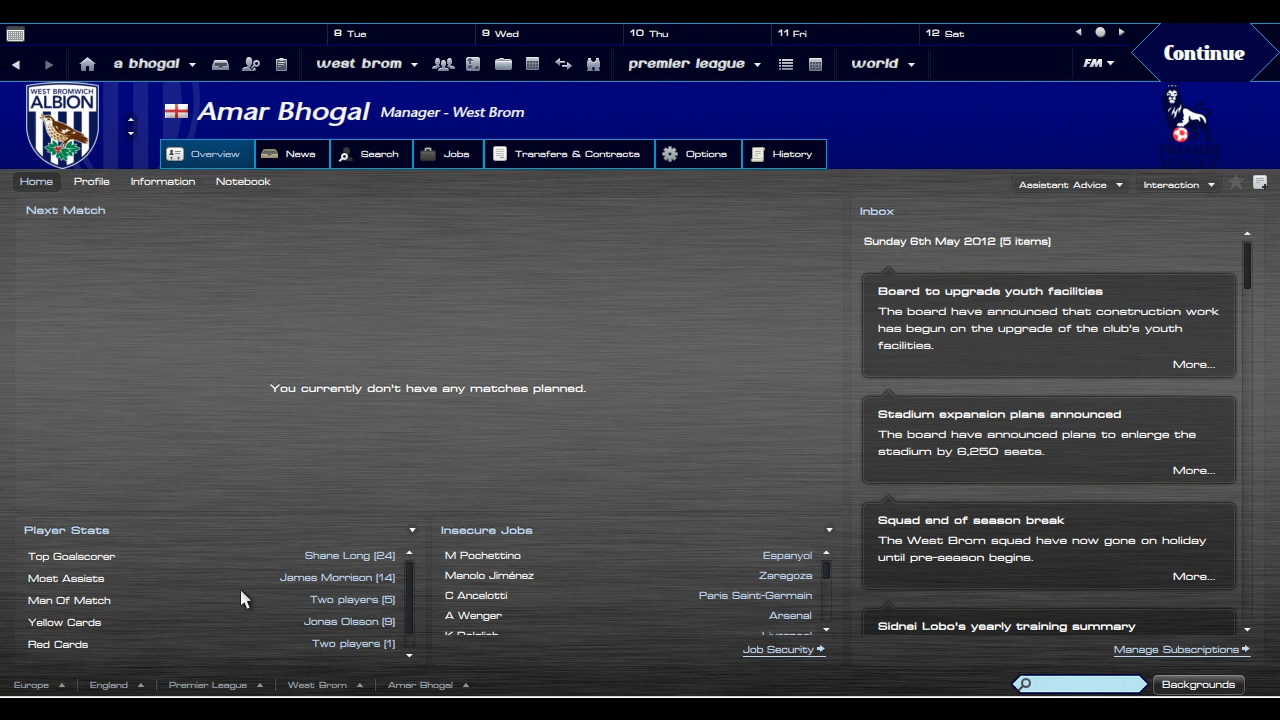 8 Tue
9 Wed
10 Thu
11 Fri
12 Sat
a bhogal
west brom
premier league
world
FM
Continue
WEST BROMWICH
ALBION
Amar Bhogal Manager - West Brom
Overview
News
Search
Jobs
Transfers & Contracts
Options
History
Home
Profile
Information
Notebook
Assistant Advice
Interaction
Next Match
You currently don't have any matches planned.
Inbox
Sunday 6th May 2012 [5 items]
Board to upgrade youth facilities
The board have announced that construction work
has begun on the upgrade of the club's youth
facilities.
More...
Stadium expansion plans announced
The board have announced plans to enlarge the
stadium by 6,250 seats.
More...
Squad end of season break
The West Brom squad have now gone on holiday
until pre-season begins.
More...
Sidnei Lobo's yearly training summary
Manage Subscriptions
Player Stats
Top Goalscorer Shane Long [24]
Most Assists James Morrison [14]
Man Of Match Two players [5]
Yellow Cards Jonas Olsson [9]
Red Cards Two players [1]
Insecure Jobs
M Pochettino Espanyol
Manolo Jiménez Zaragoza
C Ancelotti Paris Saint-Germain
A Wenger Arsenal
Job Security
Europe
England
Premier League
West Brom
Amar Bhogal
Backgrounds